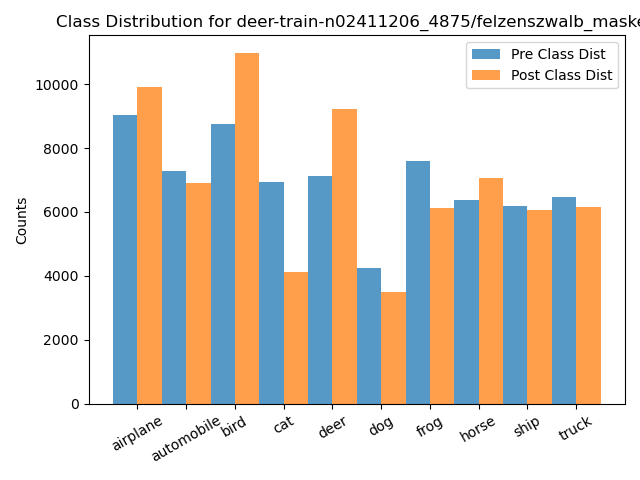 Class Distribution for deer-train-n02411206_4875/felzenszwalb_maske
Pre Class Dist
Post Class Dist
Counts
10000
8000
6000
4000
2000
0
airplane
automobile
bird
cat
deer
dog
frog
horse
ship
truck